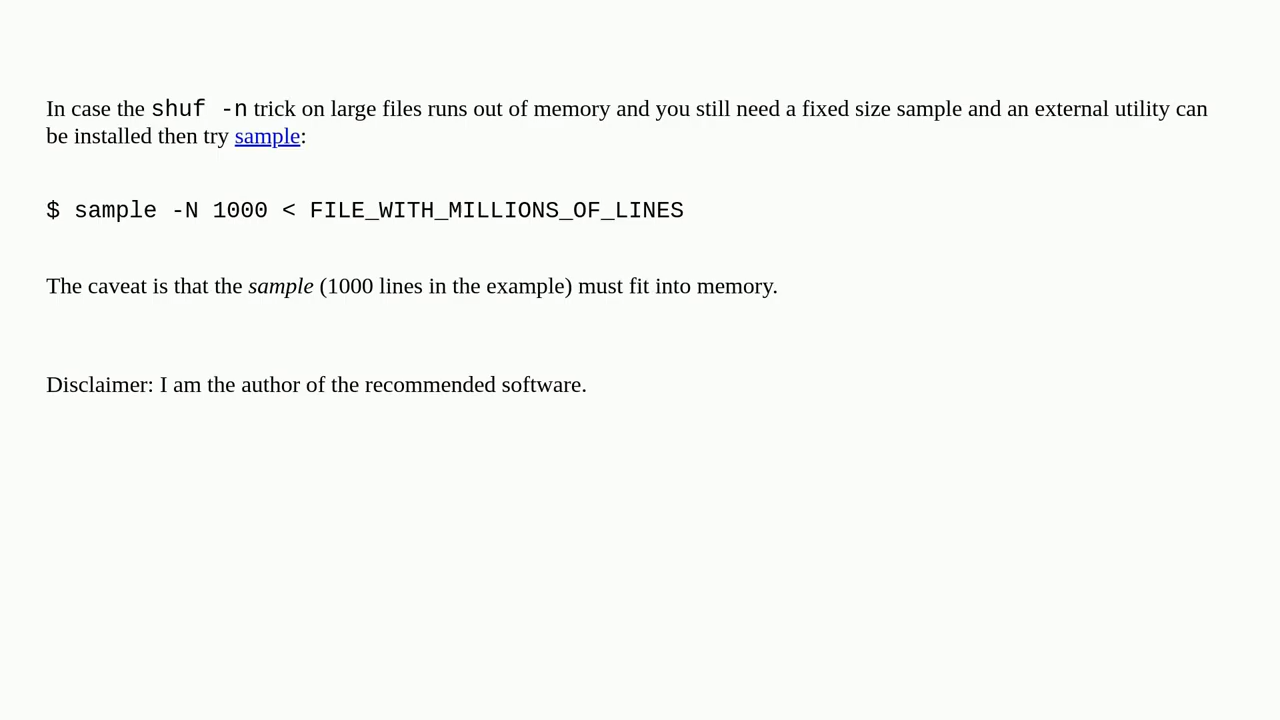 In case the shuf -n trick on large files runs out of memory and you still need a fixed size sample and an external utility can
be installed then try sample:
$ sample -N 1000 < FILE_WITH_MILLIONS_OF_LINES
The caveat is that the sample (1000 lines in the example) must fit into memory.
Disclaimer: I am the author of the recommended software.